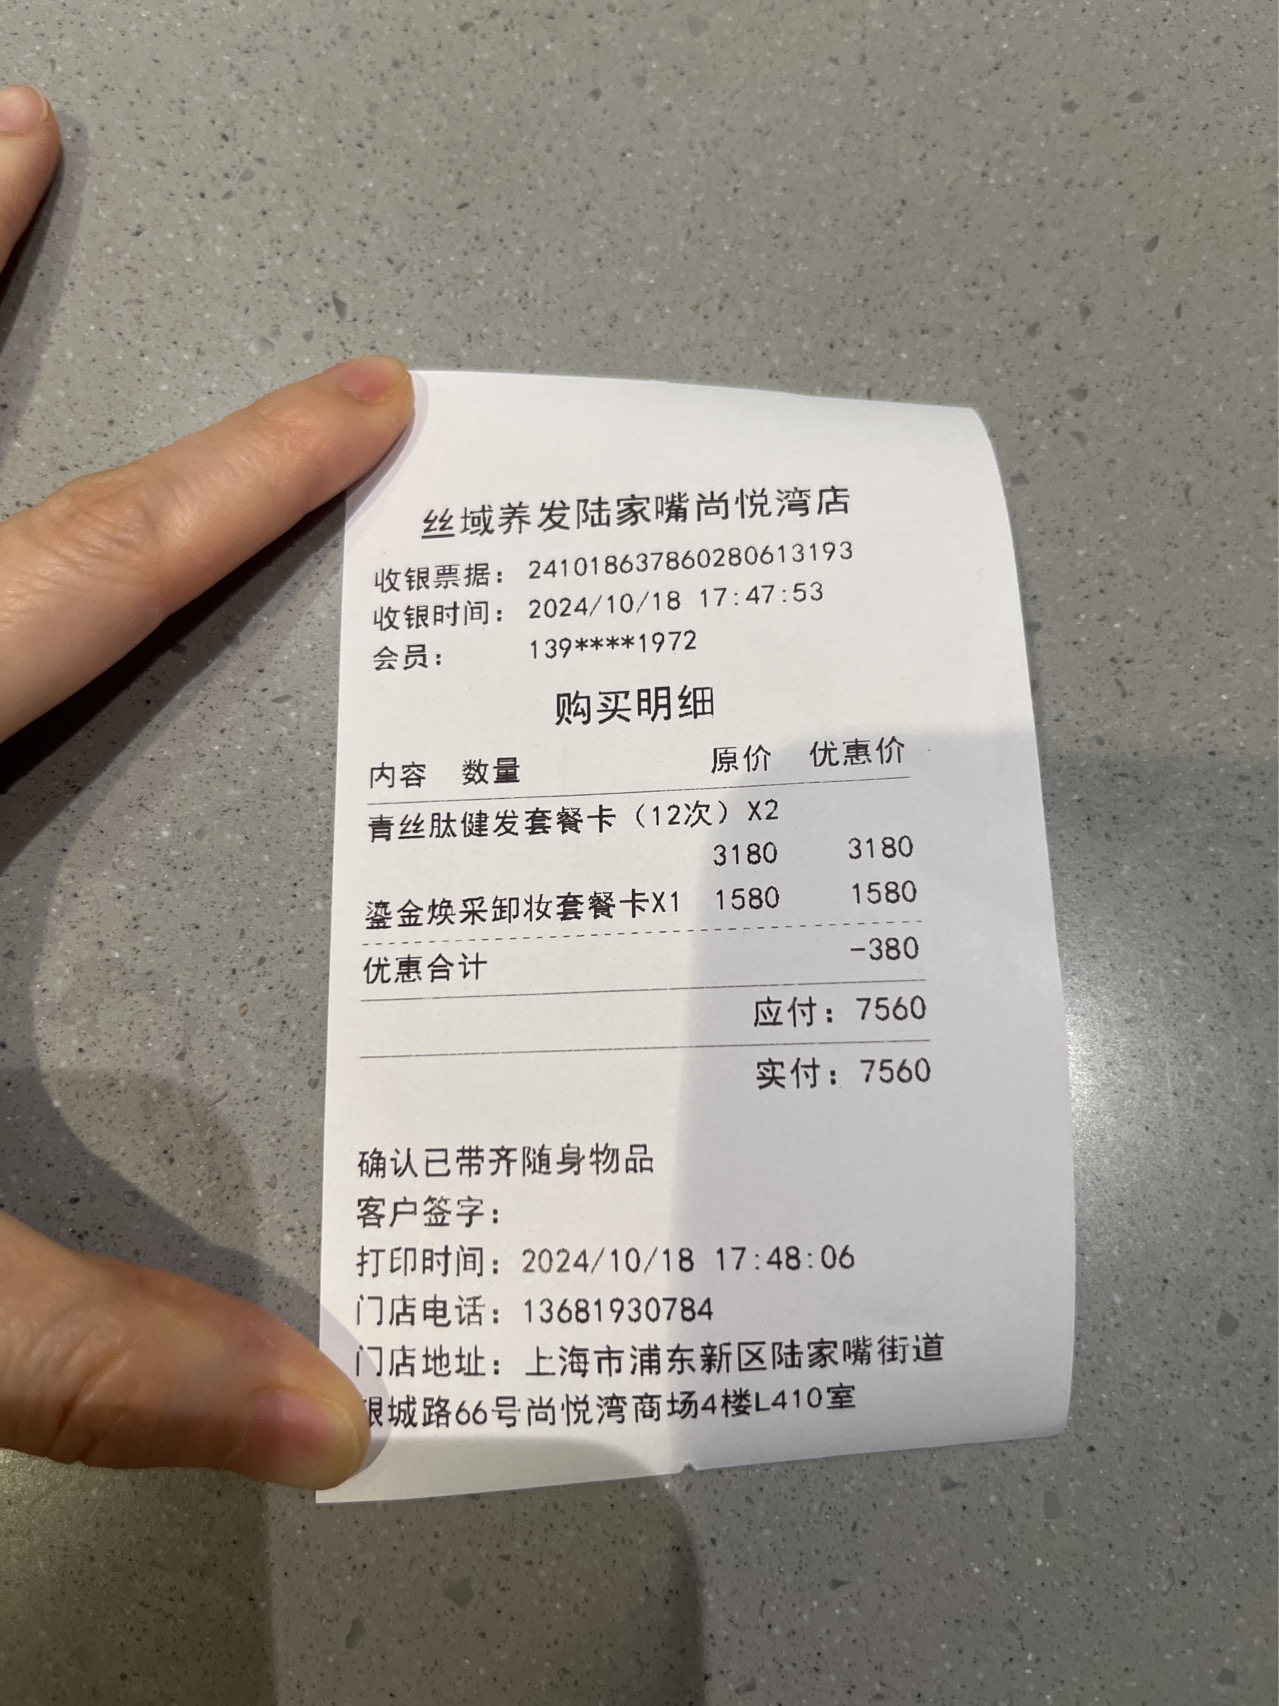 丝域养发陆家嘴尚悦湾店
收银票据： 241018637860280613193
收银时间： 2024/10/18 17:47:53
会员： 139****1972
购买明细
内容 数量 原价 优惠价
青丝肽健发套餐卡（12次）X2
3180 3180
鎏金焕采卸妆套餐卡X1 1580 1580
优惠合计 -380
应付：7560
实付：7560
确认已带齐随身物品
客户签字：
打印时间：2024/10/18 17:48:06
门店电话：13681930784
门店地址：上海市浦东新区陆家嘴街道
城路66号尚悦湾商场4楼L410室